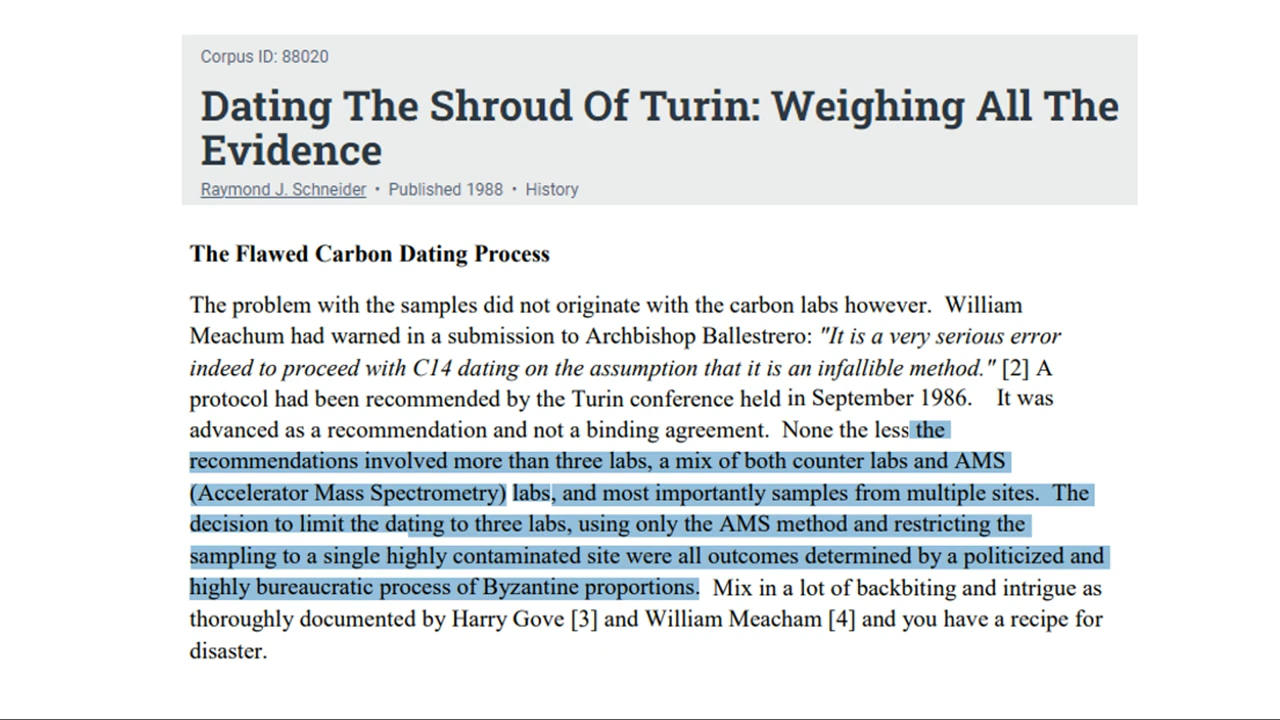 Corpus ID: 88020
Dating The Shroud Of Turin: Weighing All The
Evidence
Raymond J. Schneider • Published 1988 • History
The Flawed Carbon Dating Process
The problem with the samples did not originate with the carbon labs however. William
Meachum had warned in a submission to Archbishop Ballestrero: "It is a very serious error
indeed to proceed with C14 dating on the assumption that it is an infallible method." [2] A
protocol had been recommended by the Turin conference held in September 1986. It was
advanced as a recommendation and not a binding agreement. None the less the
recommendations involved more than three labs, a mix of both counter labs and AMS
(Accelerator Mass Spectrometry) labs, and most importantly samples from multiple sites. The
decision to limit the dating to three labs, using only the AMS method and restricting the
sampling to a single highly contaminated site were all outcomes determined by a politicized and
highly bureaucratic process of Byzantine proportions. Mix in a lot of backbiting and intrigue as
thoroughly documented by Harry Gove [3] and William Meacham [4] and you have a recipe for
disaster.